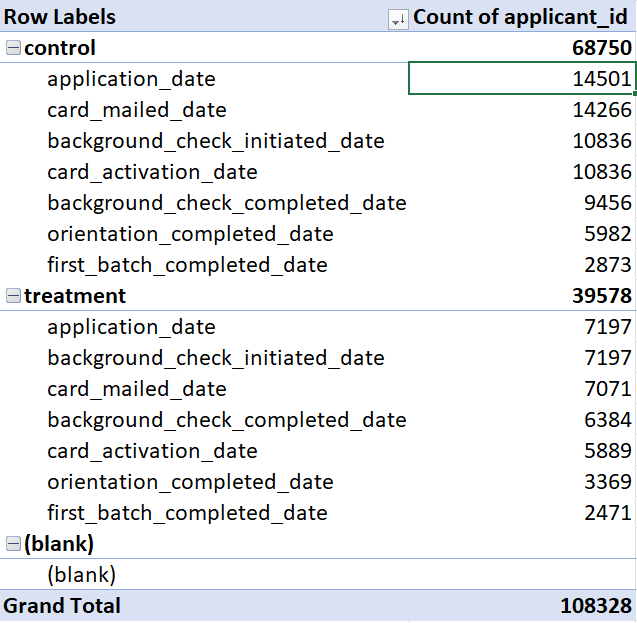 Row Labels Count of applicant_id
control 68750
application_date 14501
card_mailed_date 14266
background_check_initiated_date 10836
card_activation_date 10836
background_check_completed_date 9456
orientation_completed_date 5982
first_batch_completed_date 2873
treatment 39578
application_date 7197
background_check_initiated_date 7197
card_mailed_date 7071
background_check_completed_date 6384
card_activation_date 5889
orientation_completed_date 3369
first_batch_completed_date 2471
(blank)
(blank)
Grand Total 108328